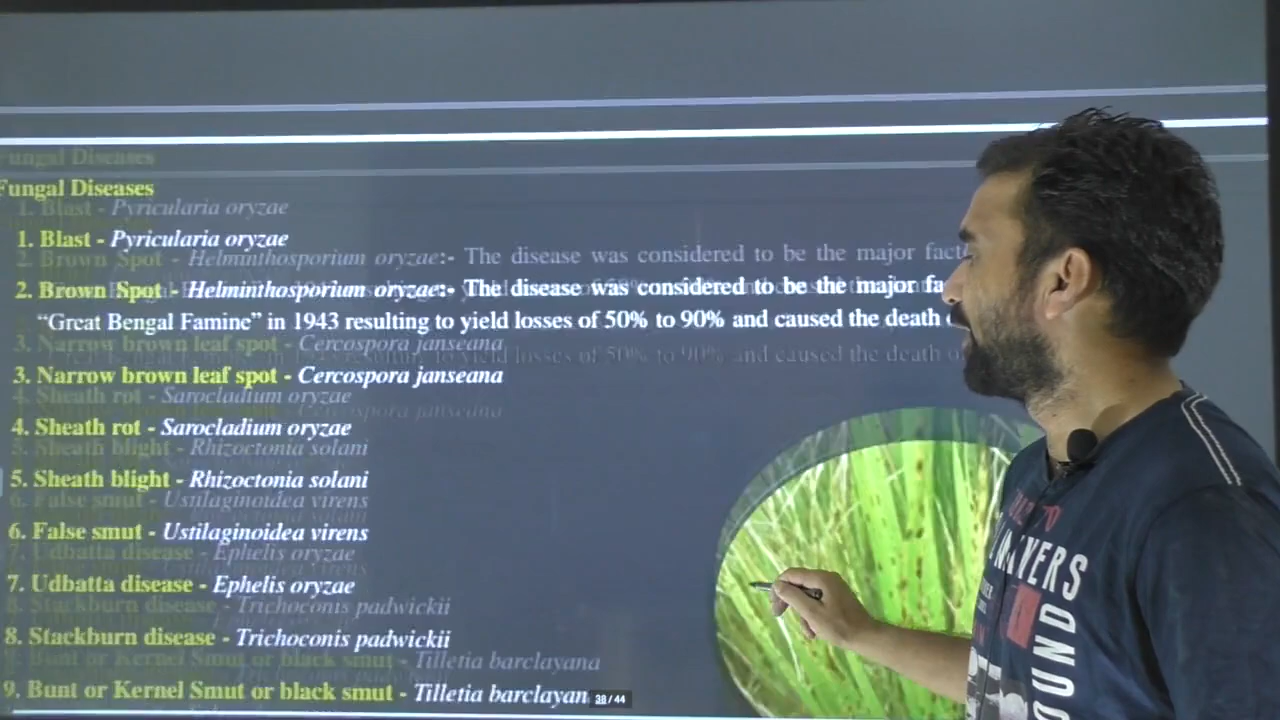 Fungal Diseases
1. Blast - Pyricularia oryzae
2. Brown Spot - Helminthosporium oryzae:- The disease was considered to be the major
"Great Bengal Famine" in 1943 resulting to yield losses of 50% to 90% and caused the death
3. Narrow brown leaf spot - Cercospora janseana
4. Sheath rot - Sarocladium oryzae
5. Sheath blight - Rhizoctonia solani
6. False smut - Ustilaginoidea virens
7. Udbatta disease - Ephelis oryzae
8. Stackburn disease - Trichoconis padwickii
9. Bunt or Kernel Smut or black smut - Tilletia barclayan
38 / 44